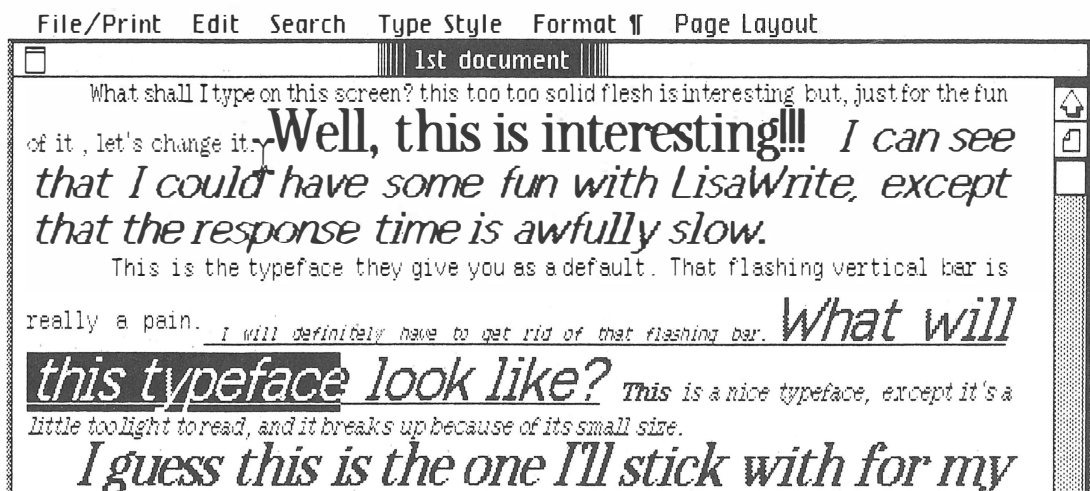 File/Print Edit Search Type Style Format ¶ Page Layout
1st document
What shall I type on this screen? this too too solid flesh is interesting but, just for the fun
of it , let's change it. Well, this is interesting!!! I can see
that I could have some fun with LisaWrite, except
that the response time is awfully slow.
This is the typeface they give you as a default. That flashing vertical bar is
really a pain. I will definitely have to get rid of that flashing bar. What will
this typeface look like? This is a nice typeface, except it's a
little too light to read, and it breaks up because of its small size.
I guess this is the one I'll stick with for my